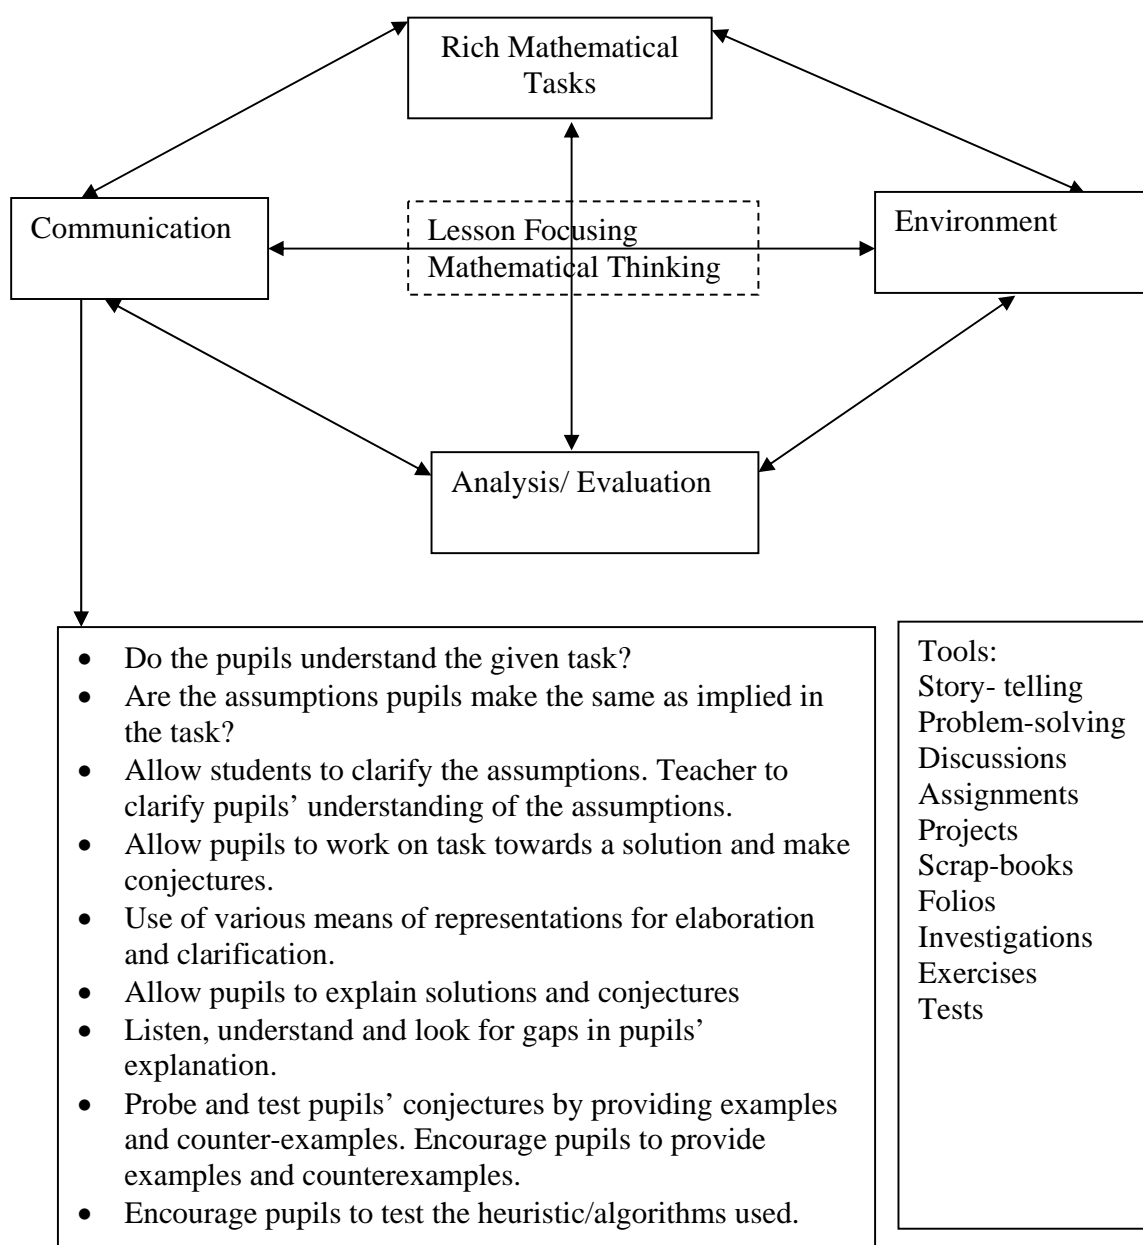 Rich Mathematical
Tasks
Communication
Lesson Focusing
Mathematical Thinking
Environment
Analysis/ Evaluation
• Do the pupils understand the given task?
• Are the assumptions pupils make the same as implied in
the task?
• Allow students to clarify the assumptions. Teacher to
clarify pupils’ understanding of the assumptions.
• Allow pupils to work on task towards a solution and make
conjectures.
• Use of various means of representations for elaboration
and clarification.
• Allow pupils to explain solutions and conjectures
• Listen, understand and look for gaps in pupils’
explanation.
• Probe and test pupils’ conjectures by providing examples
and counter-examples. Encourage pupils to provide
examples and counterexamples.
• Encourage pupils to test the heuristic/algorithms used.
Tools:
Story- telling
Problem-solving
Discussions
Assignments
Projects
Scrap-books
Folios
Investigations
Exercises
Tests